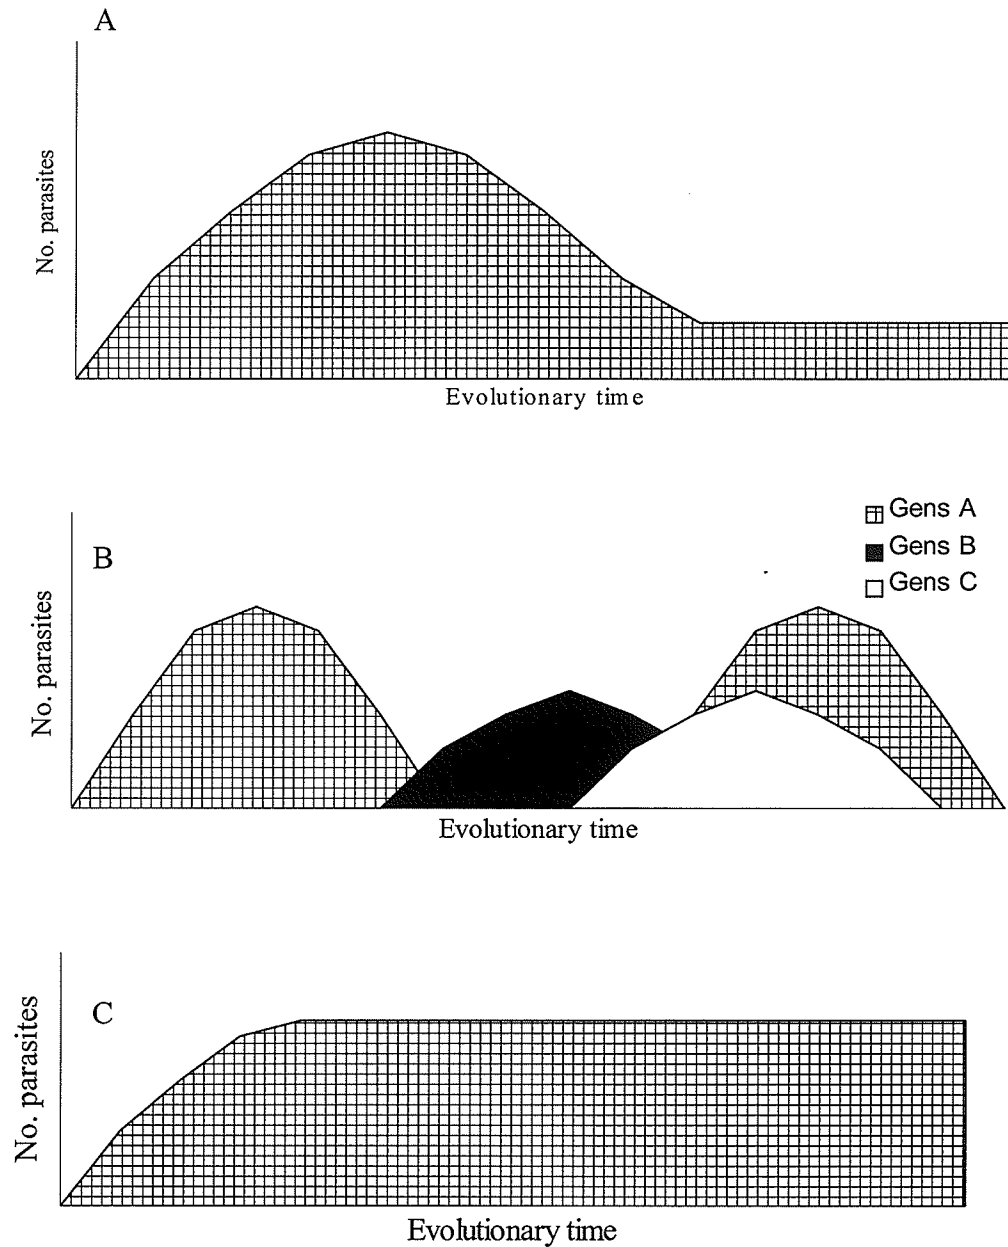 A
No. parasites
Evolutionary time
Gens A
B
Gens B
Gens C
No. parasites
Evolutionary time
C
No. parasites
Evolutionary time